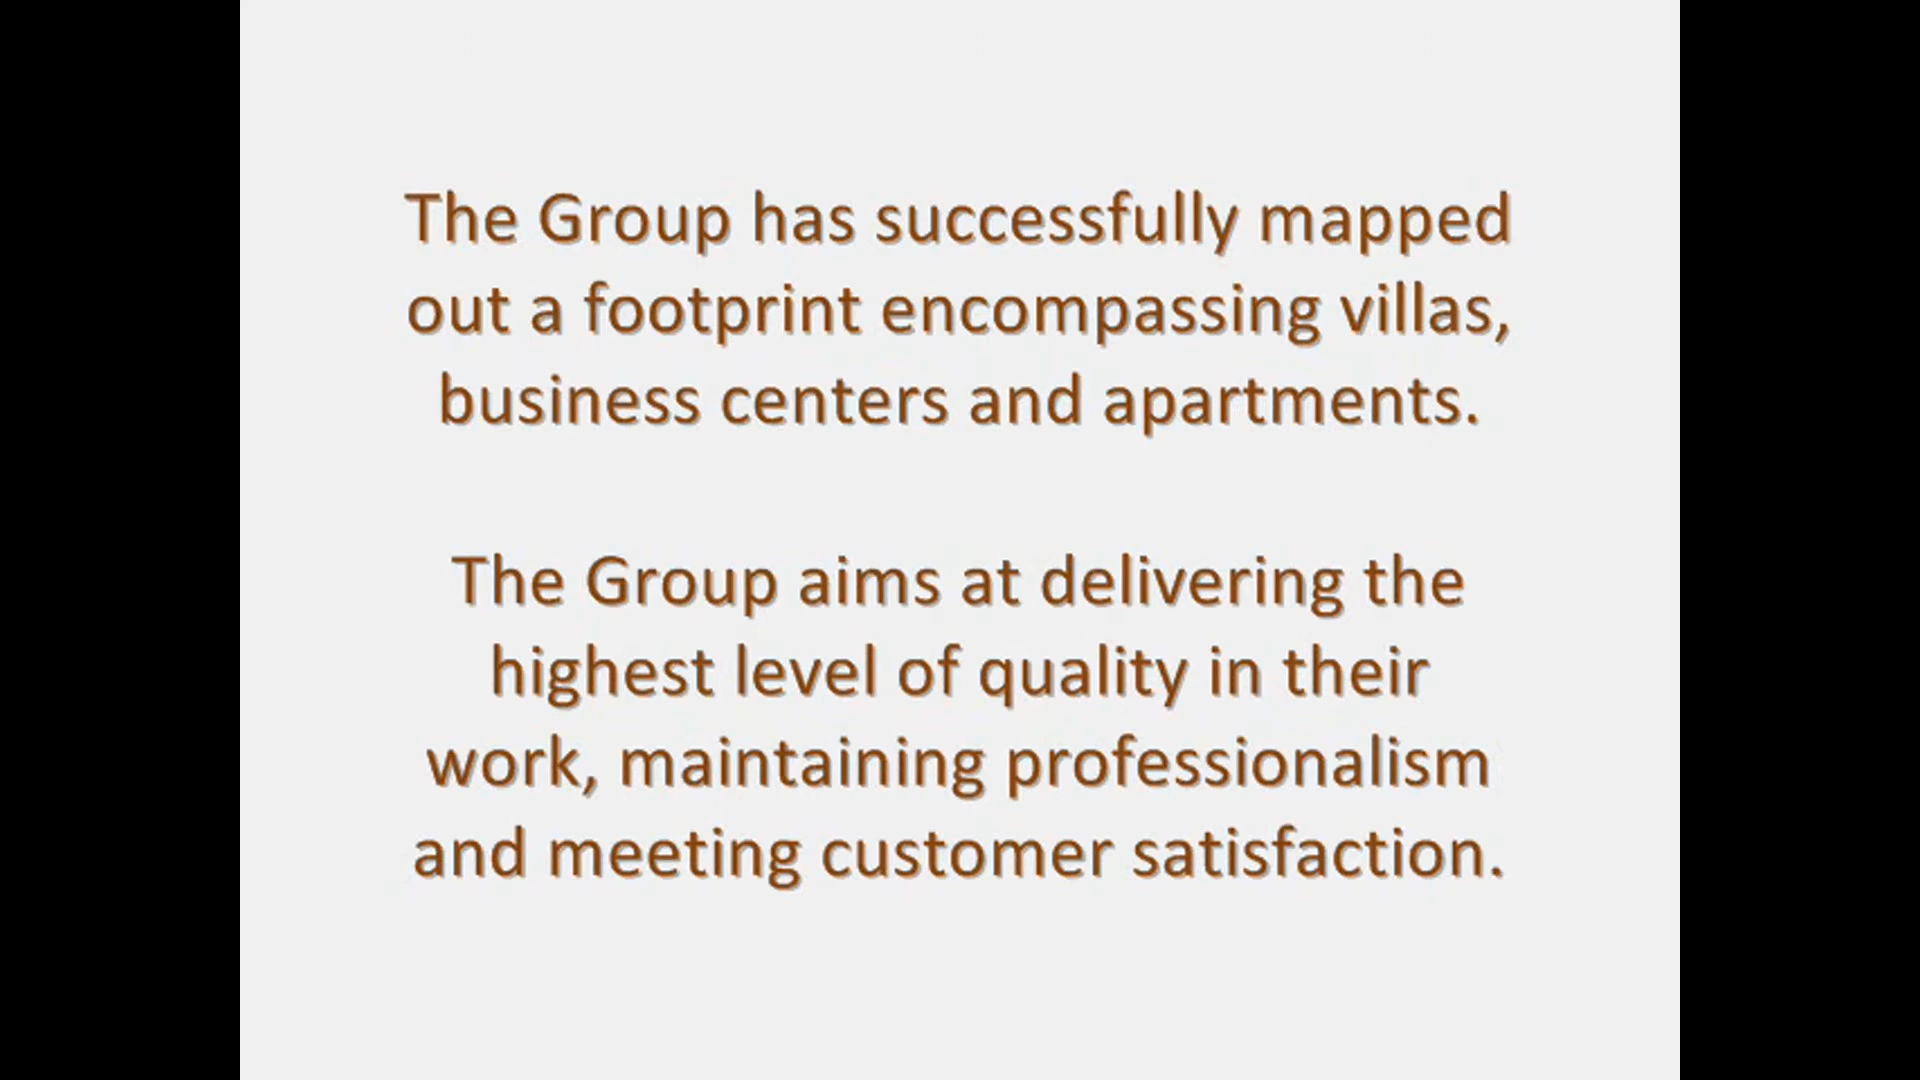 The Group has successfully mapped
out a footprint encompassing villas,
business centers and apartments.
The Group aims at delivering the
highest level of quality in their
work, maintaining professionalism
and meeting customer satisfaction.